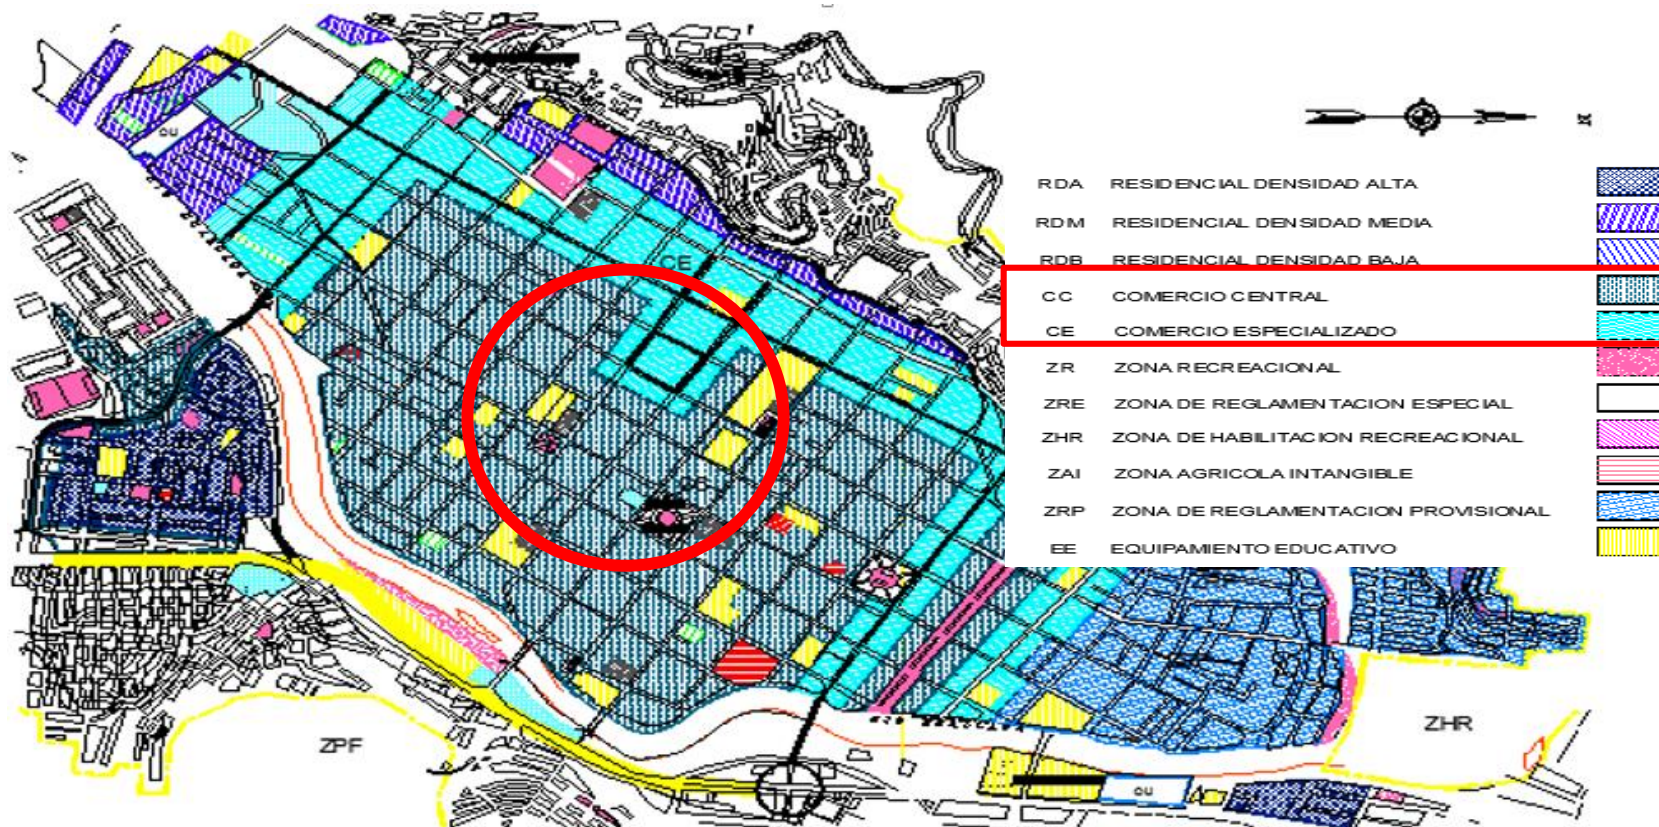 ZRP
OU
CE
N
RDA RESIDENCIAL DENSIDAD ALTA
RDM RESIDENCIAL DENSIDAD MEDIA
RDB RESIDENCIAL DENSIDAD BAJA
CC COMERCIO CENTRAL
CE COMERCIO ESPECIALIZADO
ZR ZONA RECREACIONAL
ZRE ZONA DE REGLAMENTACION ESPECIAL
ZHR ZONA DE HABILITACION RECREACIONAL
ZAI ZONA AGRICOLA INTANGIBLE
ZRP ZONA DE REGLAMENTACION PROVISIONAL
EE EQUIPAMIENTO EDUCATIVO
ZPF
ZHR
OU